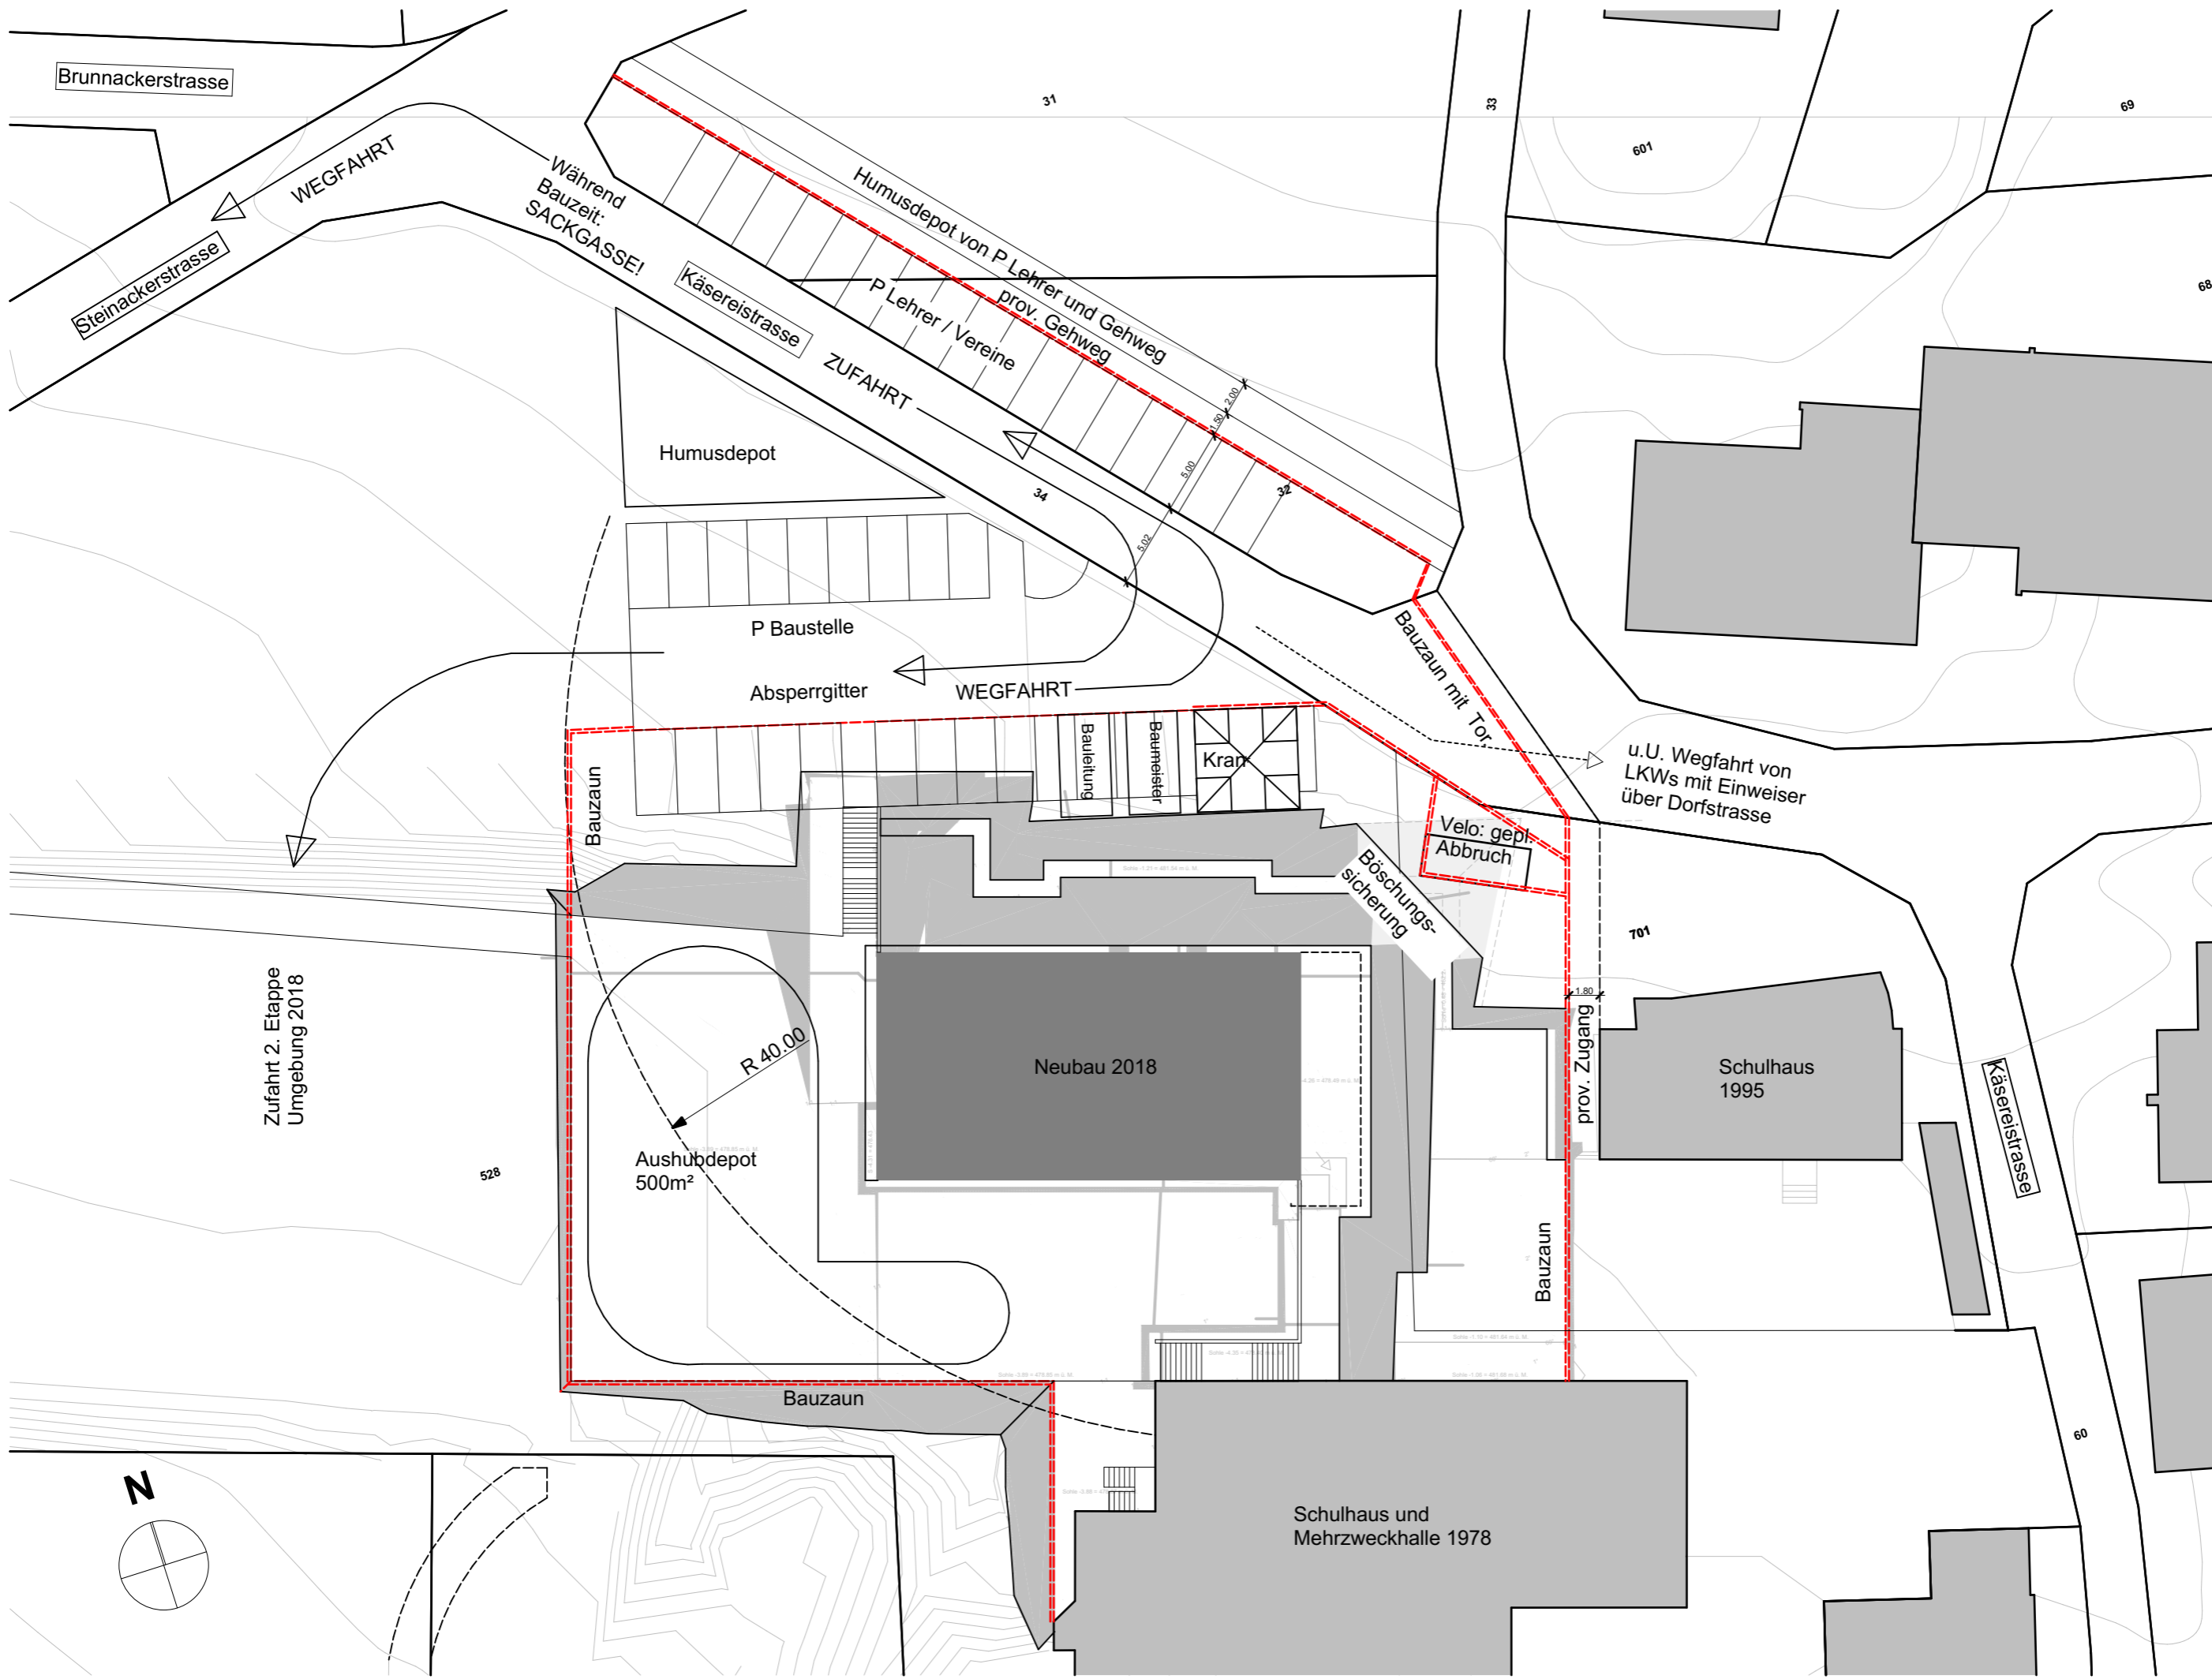 Brunnackerstrasse
31
33
69
601
WEGFAHRT
Während
Bauzeit:
SACKGASSE!
Humusdepot von P Lehrer und Gehweg
prov. Gehweg
Steinackerstrasse
Käsereistrasse
P Lehrer / Vereine
68
ZUFAHRT
2.00
1.50
5.00
5.02
Humusdepot
34
32
P Baustelle
Absperrgitter
WEGFAHRT
Bauzaun mit Tor
Bauleitung
Baumeister
Kran
u.U. Wegfahrt von
LKWs mit Einweiser
über Dorfstrasse
Bauzaun
Velo: gepl.
Abbruch
Böschungs-
sicherung
701
1.80
prov. Zugang
Zufahrt 2. Etappe
Umgebung 2018
R 40.00
Neubau 2018
Schulhaus
1995
Käsereistrasse
Aushubdepot
500m²
528
Bauzaun
Bauzaun
N
Schulhaus und
Mehrzweckhalle 1978
60